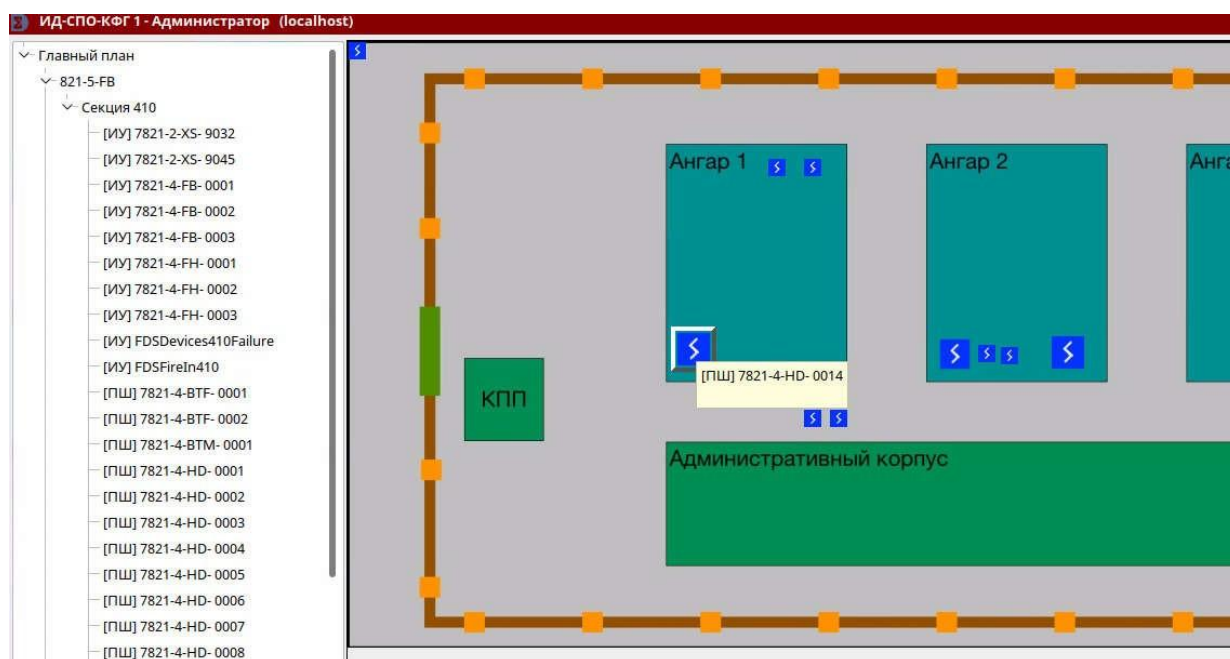 ИД-СПО-КФГ 1 - Администратор (localhost)
Главный план
821-5-FB
Секция 410
[ИУ] 7821-2-XS- 9032
[ИУ] 7821-2-XS- 9045
[ИУ] 7821-4-FB- 0001
[ИУ] 7821-4-FB- 0002
[ИУ] 7821-4-FB- 0003
[ИУ] 7821-4-FH- 0001
[ИУ] 7821-4-FH- 0002
[ИУ] 7821-4-FH- 0003
[ИУ] FDSDevices410Failure
[ИУ] FDSFireIn410
[ПШ] 7821-4-BTF- 0001
[ПШ] 7821-4-BTF- 0002
[ПШ] 7821-4-BTM- 0001
[ПШ] 7821-4-HD- 0001
[ПШ] 7821-4-HD- 0002
[ПШ] 7821-4-HD- 0003
[ПШ] 7821-4-HD- 0004
[ПШ] 7821-4-HD- 0005
[ПШ] 7821-4-HD- 0006
[ПШ] 7821-4-HD- 0007
[ПШ] 7821-4-HD- 0008
Ангар 1
Ангар 2
Анга
[ПШ] 7821-4-HD- 0014
КПП
Административный корпус